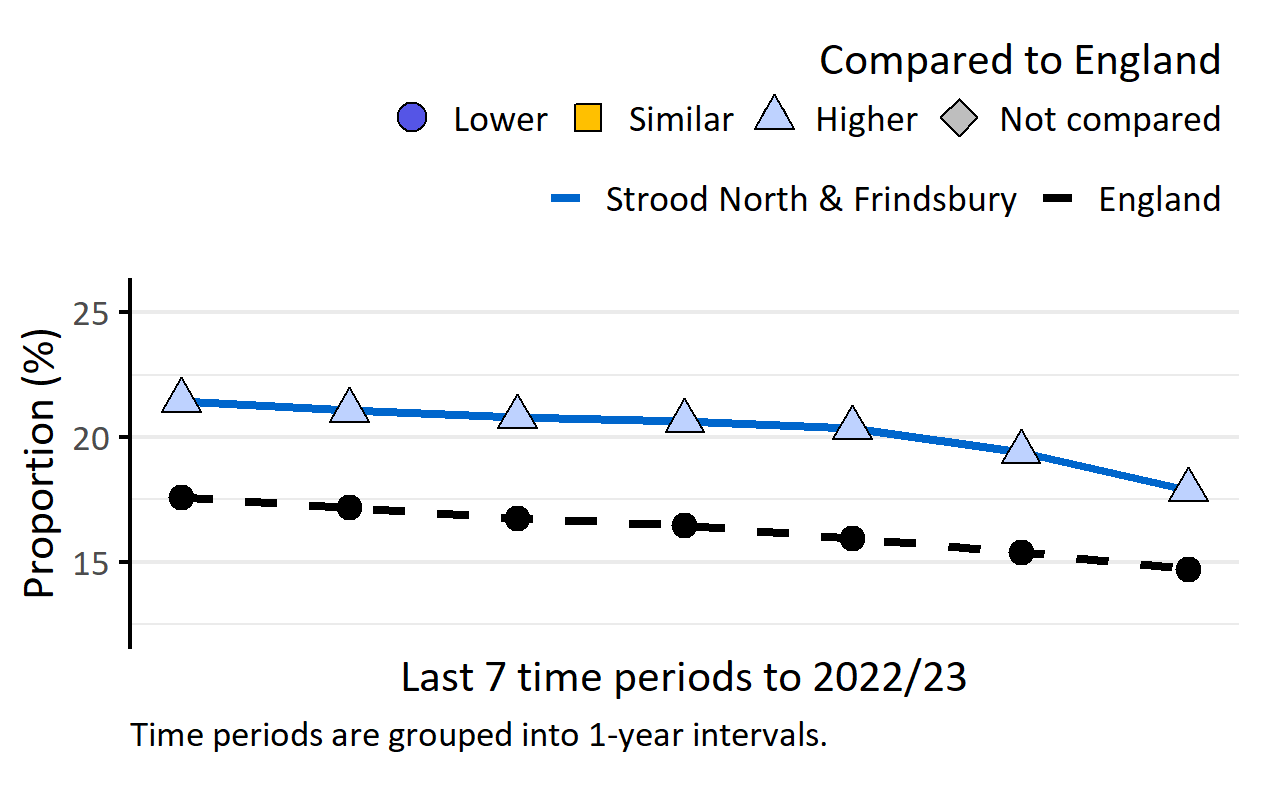 Compared to England
Lower Similar Higher Not compared
Strood North & Frindsbury England
Proportion (%)
25
20
15
Last 7 time periods to 2022/23
Time periods are grouped into 1-year intervals.